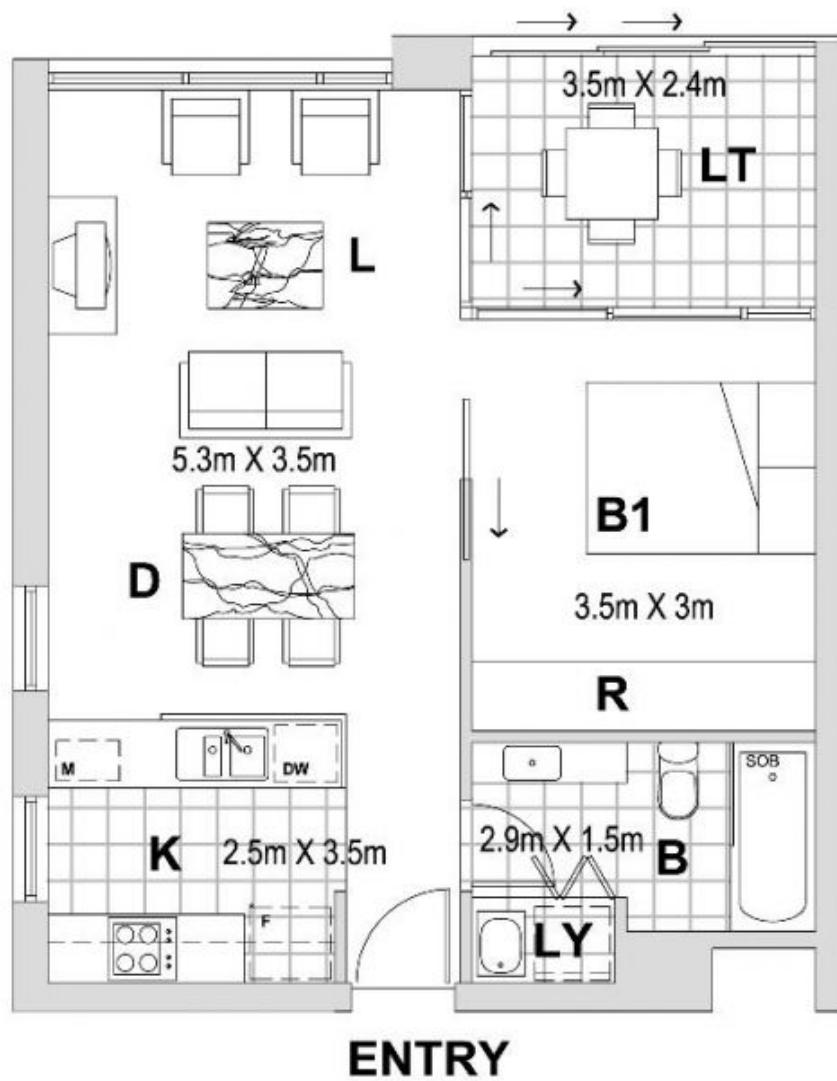 3.5m X 2.4m
LT
L
5.3m X 3.5m
B1
D
3.5m X 3m
R
M
DW
SOB
K
2.5m X 3.5m
2.9m X 1.5m
B
F
LY
ENTRY